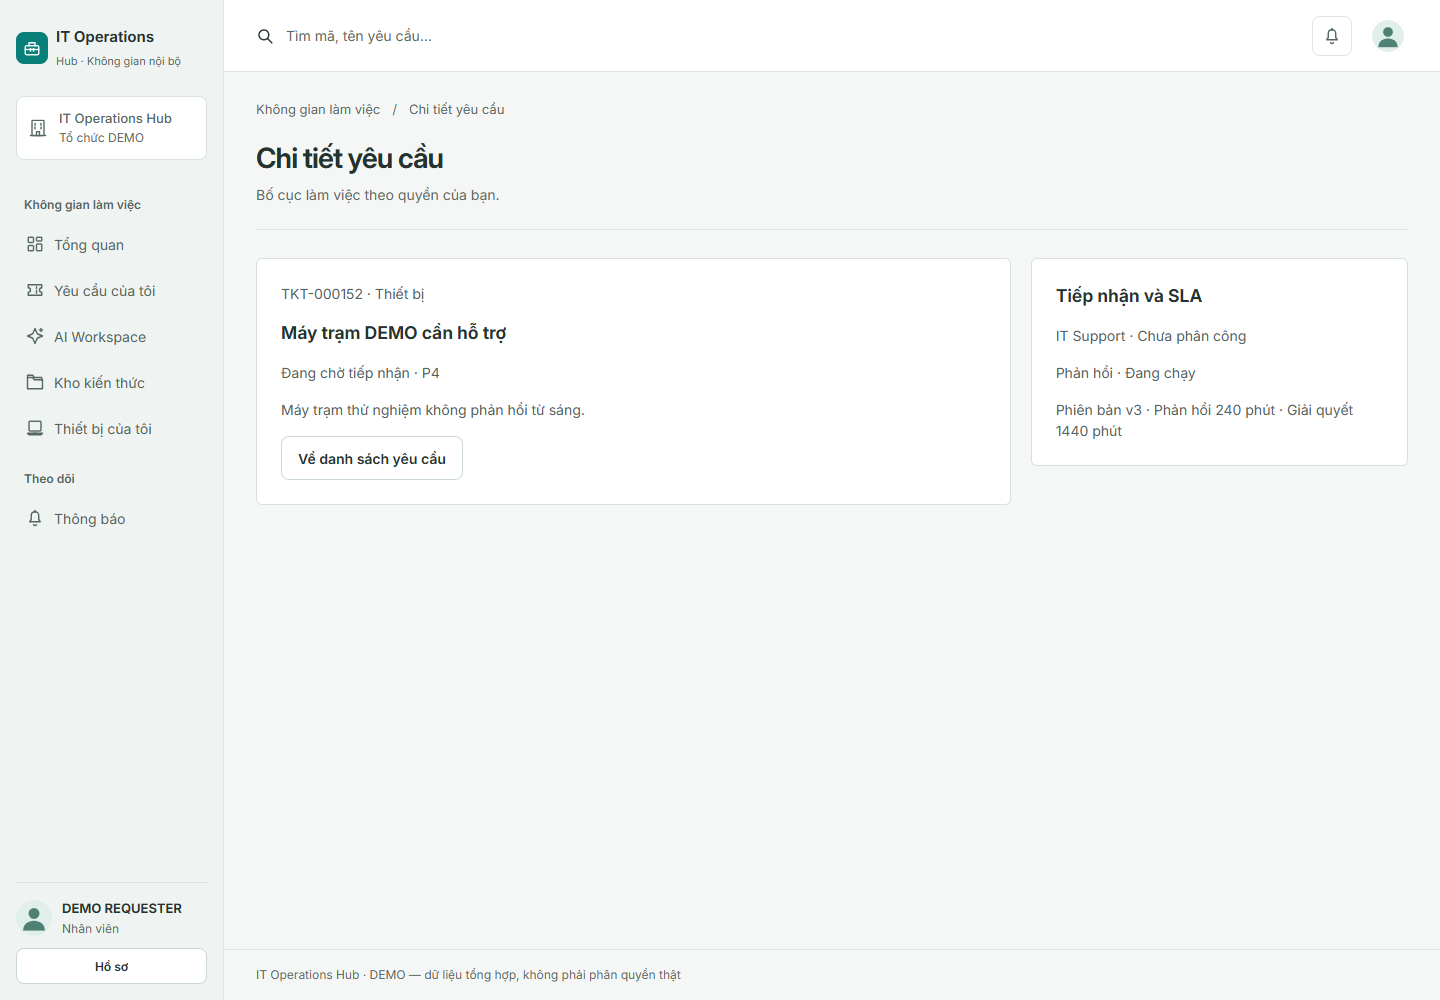 IT Operations
Hub · Không gian nội bộ
IT Operations Hub
Tổ chức DEMO
Không gian làm việc
Tổng quan
Yêu cầu của tôi
AI Workspace
Kho kiến thức
Thiết bị của tôi
Theo dõi
Thông báo
DEMO REQUESTER
Nhân viên
Hồ sơ
Tìm mã, tên yêu cầu...
Không gian làm việc / Chi tiết yêu cầu
Chi tiết yêu cầu
Bố cục làm việc theo quyền của bạn.
TKT-000152 · Thiết bị
Máy trạm DEMO cần hỗ trợ
Đang chờ tiếp nhận · P4
Máy trạm thử nghiệm không phản hồi từ sáng.
Về danh sách yêu cầu
Tiếp nhận và SLA
IT Support · Chưa phân công
Phản hồi · Đang chạy
Phiên bản v3 · Phản hồi 240 phút · Giải quyết
1440 phút
IT Operations Hub · DEMO — dữ liệu tổng hợp, không phải phân quyền thật